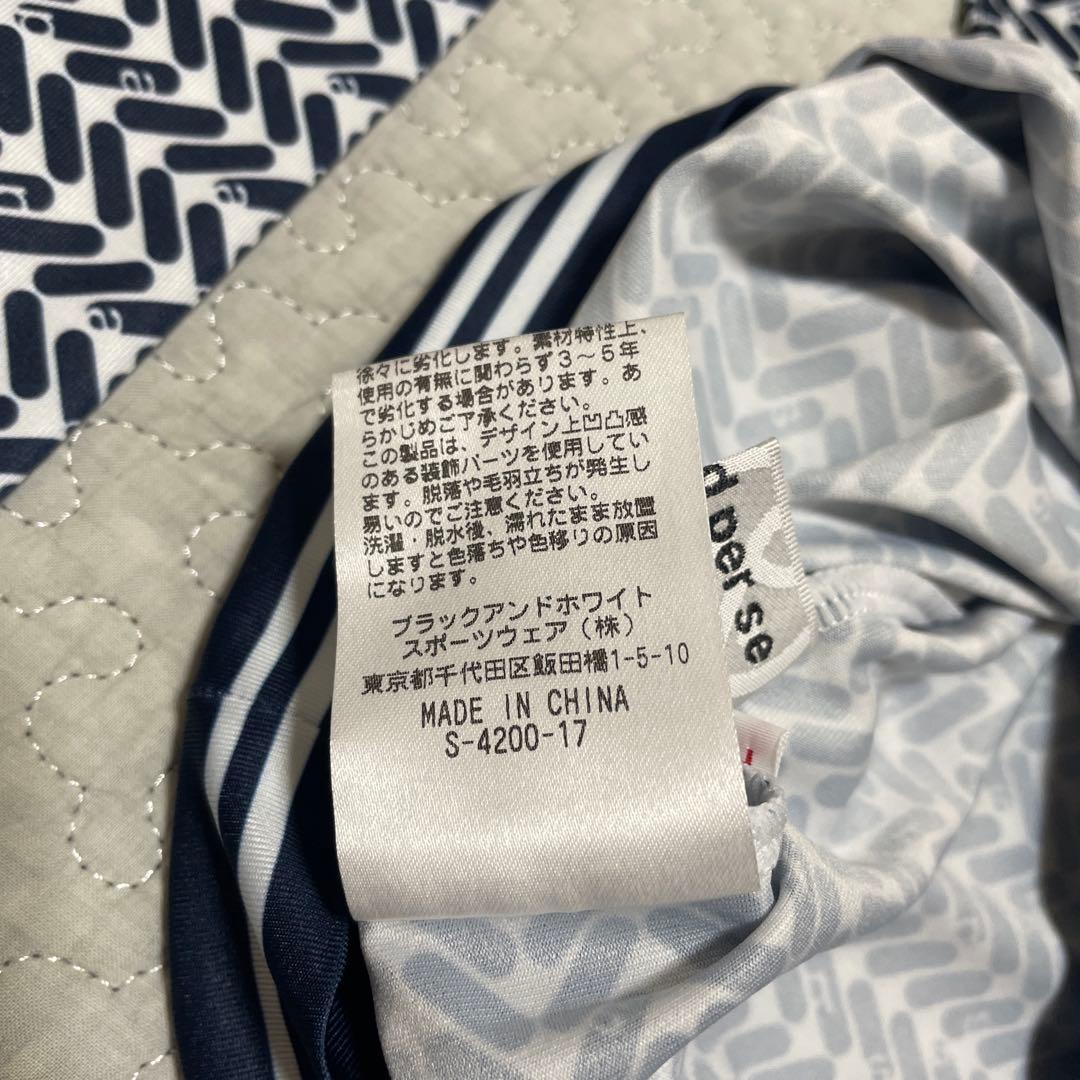 徐々に劣化します。素材特性上、
使用の有無に関わらず3～5年
で劣化する場合があります。あ
らかじめご了承ください。
この製品は、デザイン上凹凸感
のある装飾パーツを使用してい
ます。脱落や毛羽立ちが発生し
易いのでご注意ください。
洗濯・脱水後、濡れたまま放置
しますと色落ちや色移りの原因
になります。
ブラックアンドホワイト
スポーツウェア（株）
東京都千代田区飯田橋1-5-10
MADE IN CHINA
S-4200-17
d per se